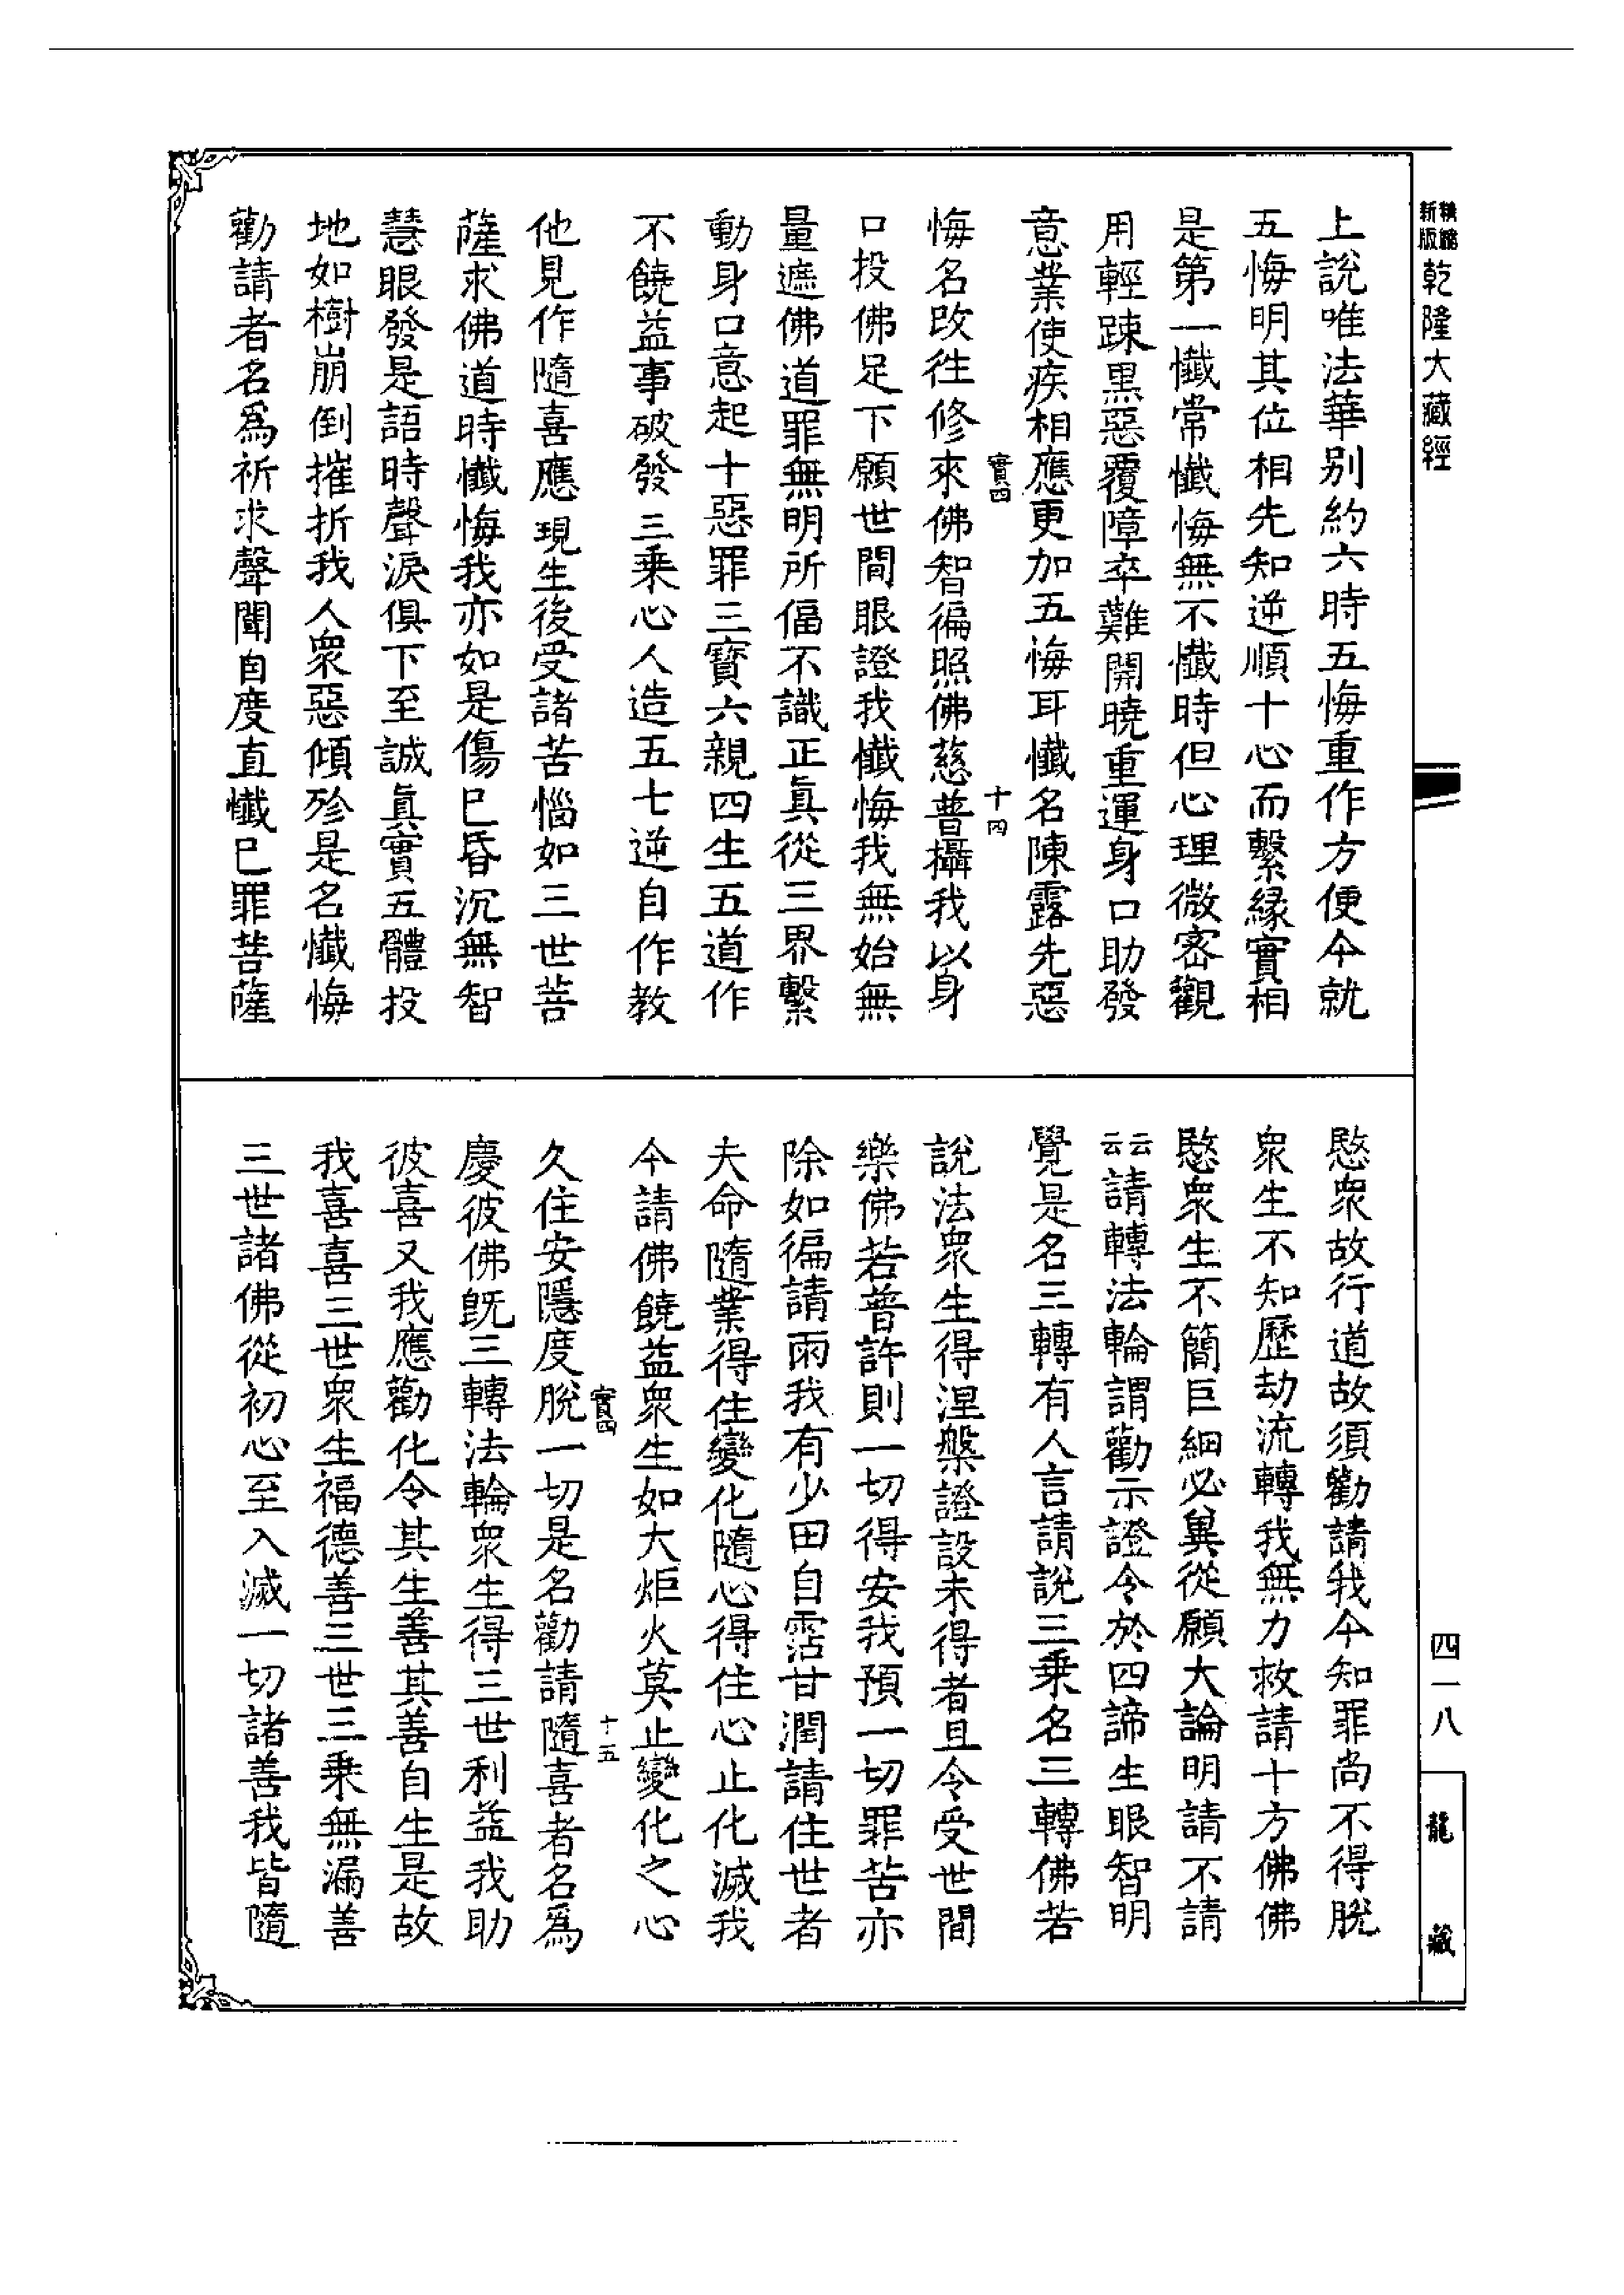 新版精縮乾隆大藏經
上說唯法華别約六時五悔重作方便今就
五悔明其位相先知逆順十心而繫緣實相
是第一懺常懺悔無不懺時但心理微密觀
用輕踈黑惡覆障卒難開曉重運身口助發
意業使疾相應更加五悔耳懺名陳露先惡
實四
十四
悔名改往修來佛智徧照佛慈普攝我以身
口投佛足下願世間眼證我懺悔我無始無
量遮佛道罪無明所偪不識正眞從三界繫
動身口意起十惡罪三寳六親四生五道作
不饒益事破發三乘心人造五七逆自作教
他見作隨喜應現生後受諸苦惱如三世菩
薩求佛道時懺悔我亦如是傷巳昏沉無智
慧眼發是語時聲淚俱下至誠眞實五體投
地如樹崩倒摧折我人衆惡傾殄是名懺悔
勸請者名爲祈求聲聞自度直懺巳罪菩薩
愍衆故行道故須勸請我今知罪尚不得脫
衆生不知歷劫流轉我無力救請十方佛佛
愍衆生不簡巨細必冀從願大論明請不請
云云請轉法輪謂勸示證令於四諦生眼智明
覺是名三轉有人言請說三乘名三轉佛若
說法衆生得涅槃證設未得者且令受世間
樂佛若普許則一切得安我預一切罪苦亦
除如徧請雨我有少田自霑甘潤請住世者
夫命隨業得住變化隨心得住心止化滅我
今請佛饒益衆生如大炬火莫止變化之心
實四
十五
久住安隱度脫一切是名勸請隨喜者名爲
慶彼佛旣三轉法輪衆生得三世利益我助
彼喜又我應勸化令其生善其善自生是故
我喜喜三世衆生福德善三世三乘無漏善
三世諸佛從初心至入滅一切諸善我皆隨
四一八
龍藏